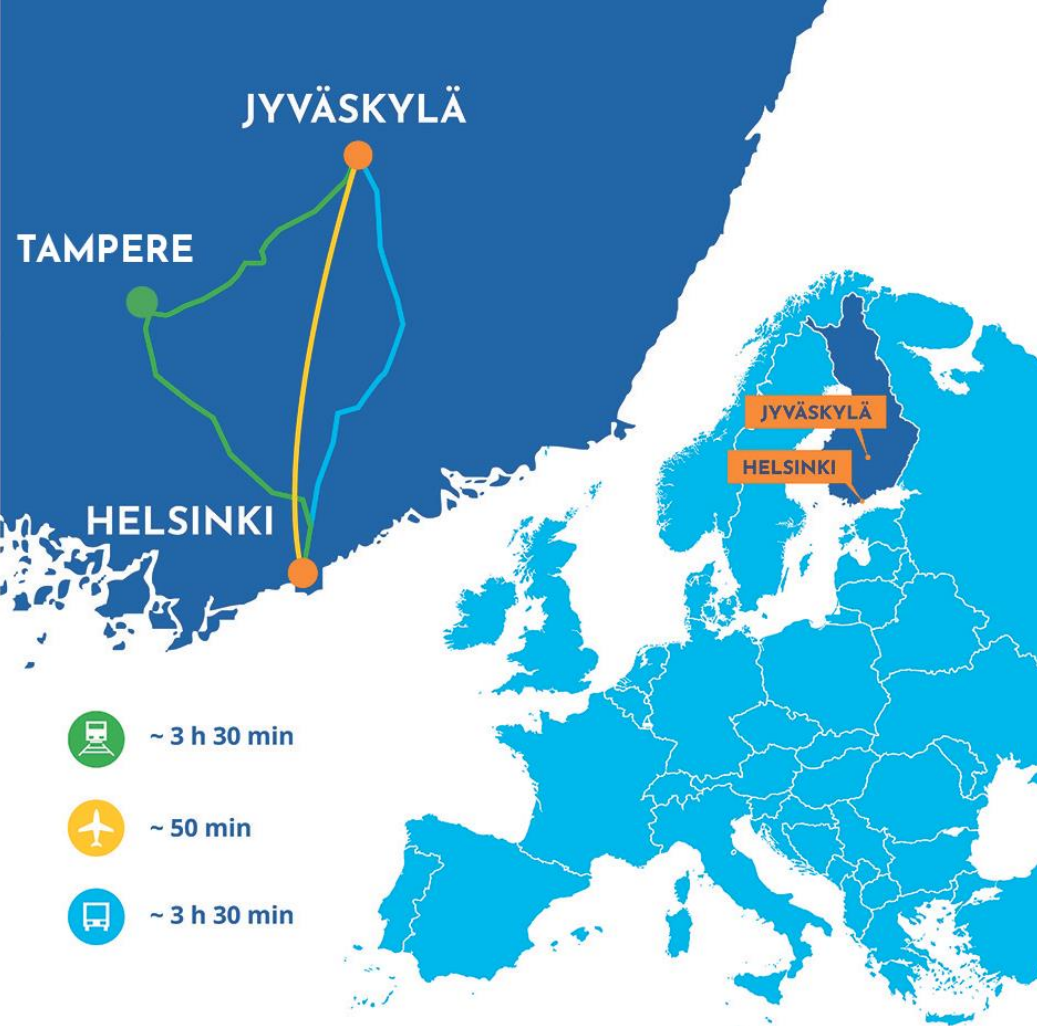 JYVÄSKYLÄ
TAMPERE
HELSINKI
JYVÄSKYLÄ
HELSINKI
~ 3 h 30 min
~ 50 min
~ 3 h 30 min